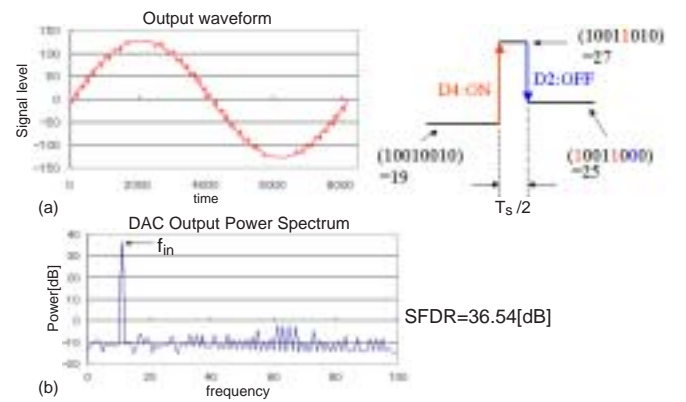 Output waveform
Signal level
150
100
50
0
-50
-100
-150
0
2000
4000
6000
8000
time
(a)
(10011010)
=27
D4:ON
D2:OFF
(10010010)
=19
(10011000)
=25
Ts /2
DAC Output Power Spectrum
Power[dB]
40
30
20
10
0
-10
-20
fin
SFDR=36.54[dB]
0
20
40
60
80
100
frequency
(b)